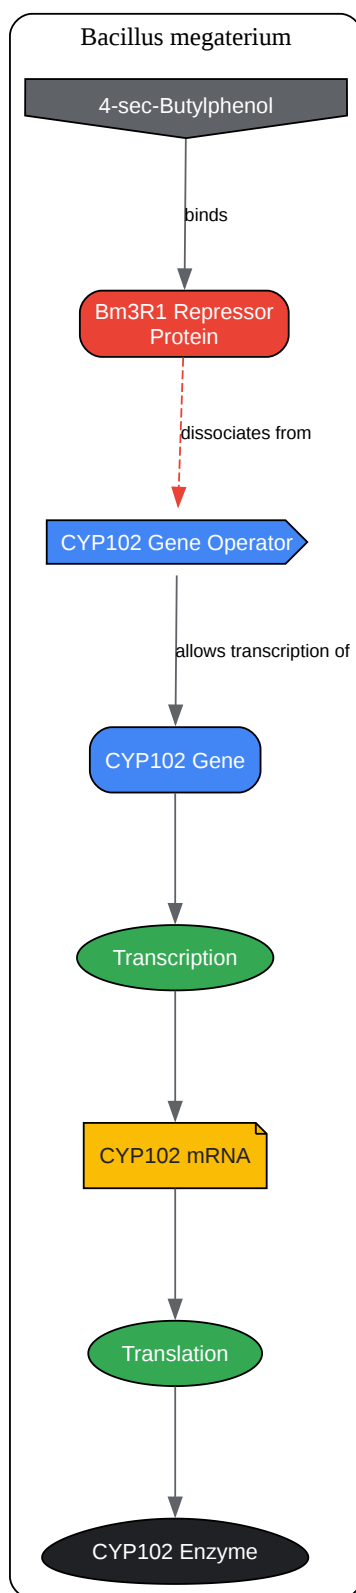 Bacillus megaterium
4-sec-Butylphenol
binds
Bm3R1 Repressor
Protein
dissociates from
CYP102 Gene Operator
allows transcription of
CYP102 Gene
Transcription
CYP102 mRNA
Translation
CYP102 Enzyme